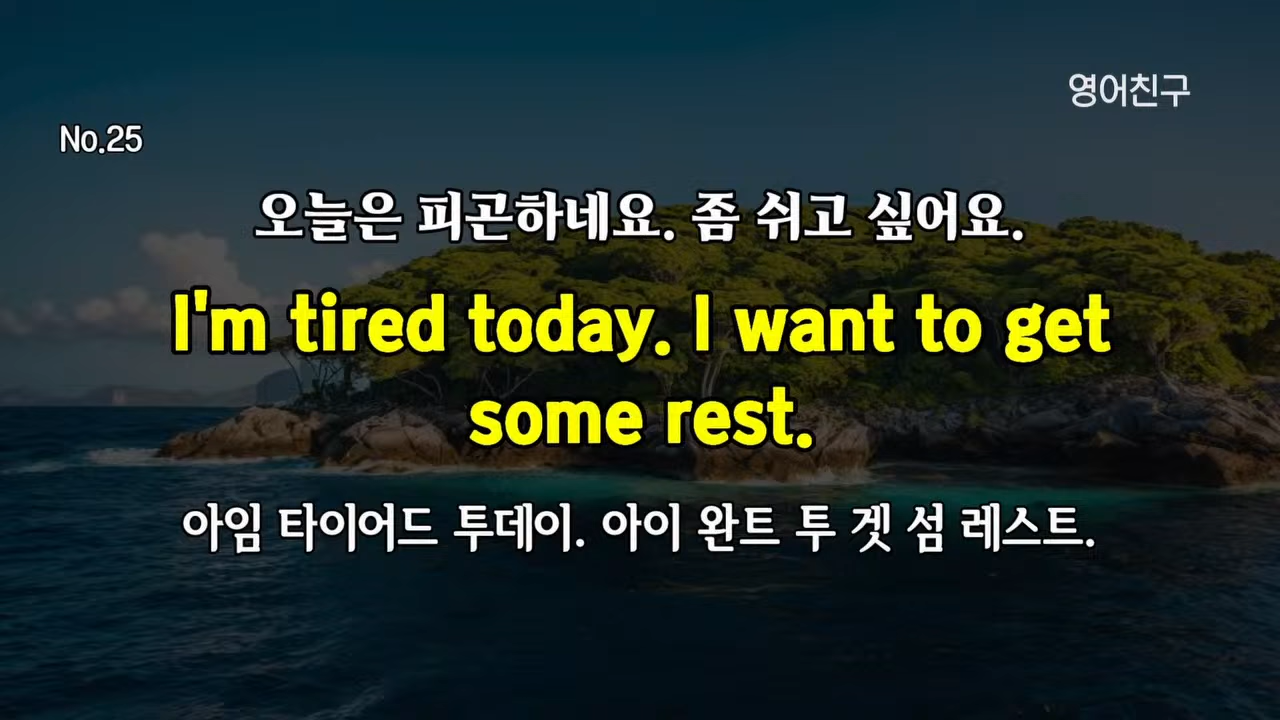 영어친구
No.25
오늘은 피곤하네요. 좀 쉬고 싶어요.
I'm tired today. I want to get
some rest.
아임 타이어드 투데이. 아이 완트 투 겟 섬 레스트.